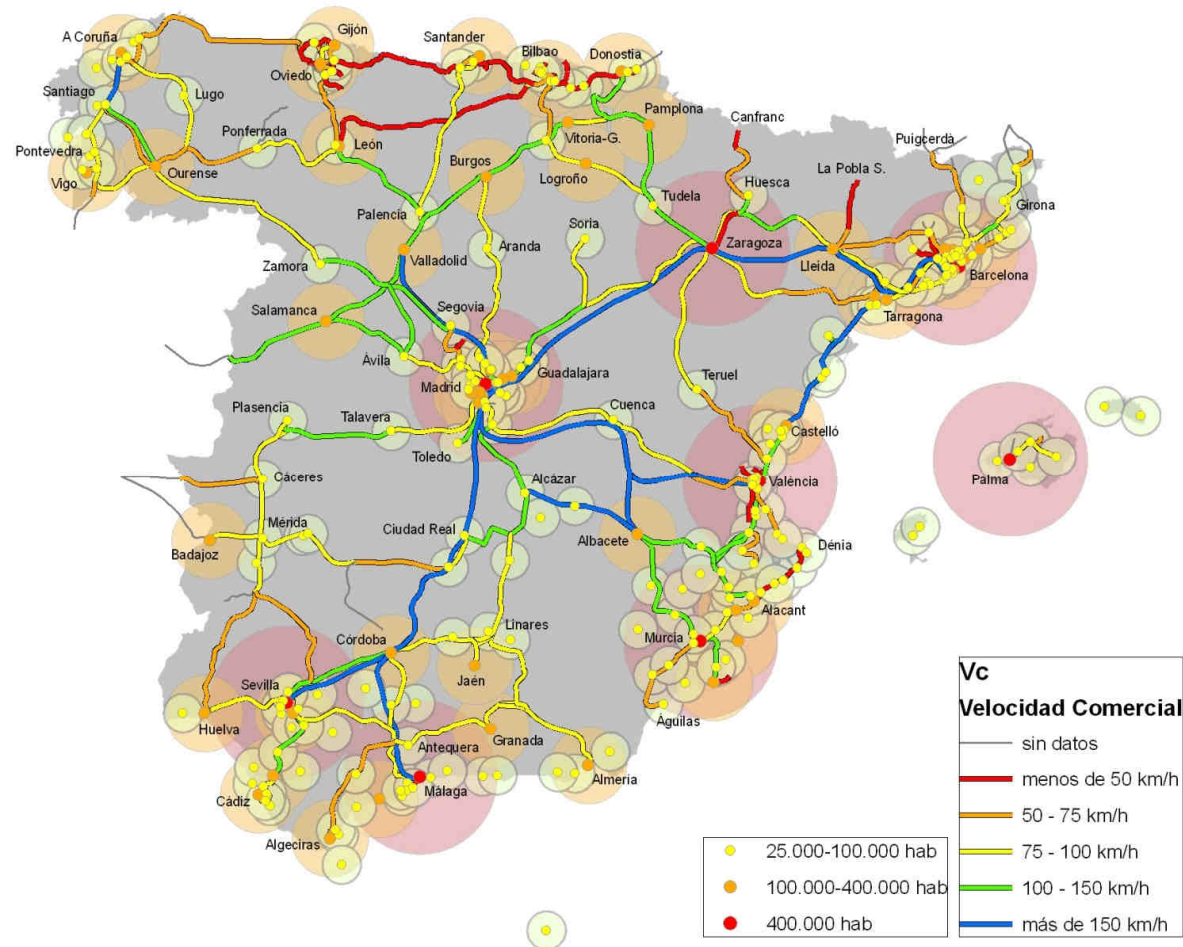 A Coruña
Gijón
Santander
Bilbao
Donostia
Oviedo
Santiago
Lugo
Pamplona
Canfranc
Ponferrada
León
Vitoria-G.
Puigcerdà
Pontevedra
Burgos
La Pobla S.
Vigo
Ourense
Logroño
Tudela
Huesca
Girona
Palencia
Soria
Aranda
Zaragoza
Valladolid
Lleida
Barcelona
Zamora
Salamanca
Segovia
Tarragona
Ávila
Guadalajara
Madrid
Teruel
Plasencia
Talavera
Cuenca
Castelló
Toledo
Cáceres
Alcázar
València
Palma
Mérida
Ciudad Real
Badajoz
Albacete
Dénia
Alacant
Linares
Córdoba
Murcia
Jaén
Sevilla
Huelva
Águilas
Antequera
Granada
Almería
Cádiz
Málaga
Algeciras
Vc
Velocidad Comercial
sin datos
menos de 50 km/h
50 - 75 km/h
75 - 100 km/h
100 - 150 km/h
más de 150 km/h
25.000-100.000 hab
100.000-400.000 hab
400.000 hab